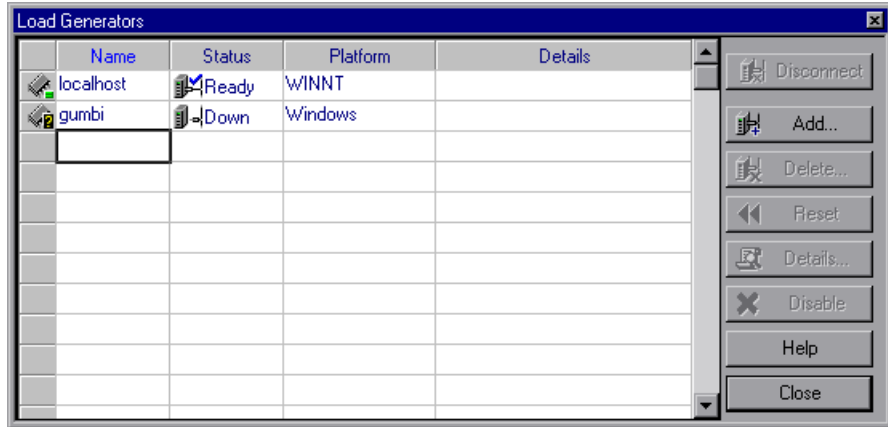 Load Generators
Name Status Platform Details
localhost Ready WINNT
gumbi Down Windows
Disconnect
Add...
Delete...
Reset
Details...
Disable
Help
Close